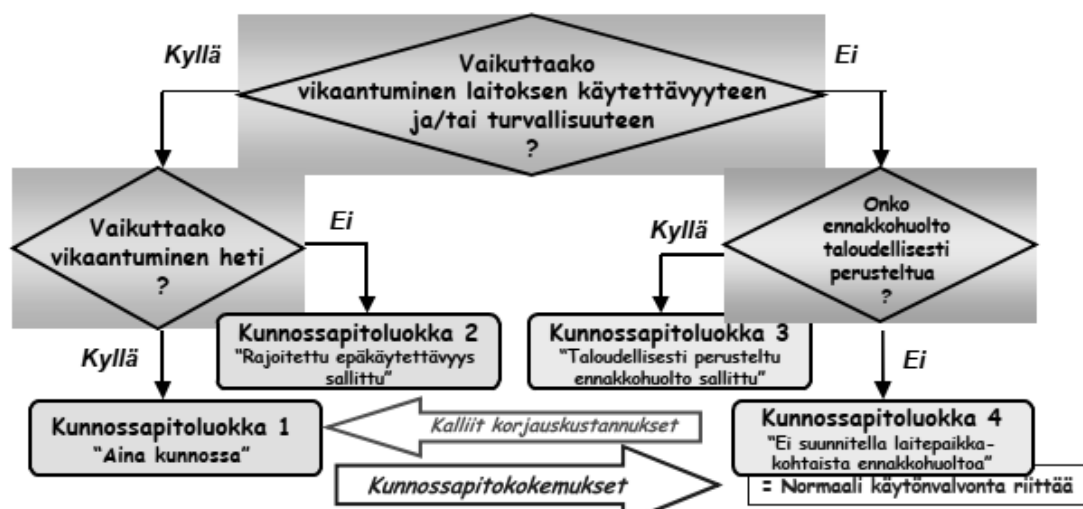 Kyllä
Vaikuttaako
vikaantuminen laitoksen käytettävyyteen
ja/tai turvallisuuteen
?
Ei
Vaikuttaako
vikaantuminen heti
?
Ei
Kyllä
Onko
ennakkohuolto
taloudellisesti
perusteltua
?
Kunnossapitoluokka 2
"Rajoitettu epäkäytettävyys
sallittu"
Kunnossapitoluokka 3
"Taloudellisesti perusteltu
ennakkohuolto sallittu"
Kyllä
Ei
Kunnossapitoluokka 1
"Aina kunnossa"
Kalliit korjauskustannukset
Kunnossapitoluokka 4
"Ei suunnitella laitepaikka-
kohtaista ennakkohuoltoa"
Kunnossapitokokemukset
= Normaali käytönvalvonta riittää